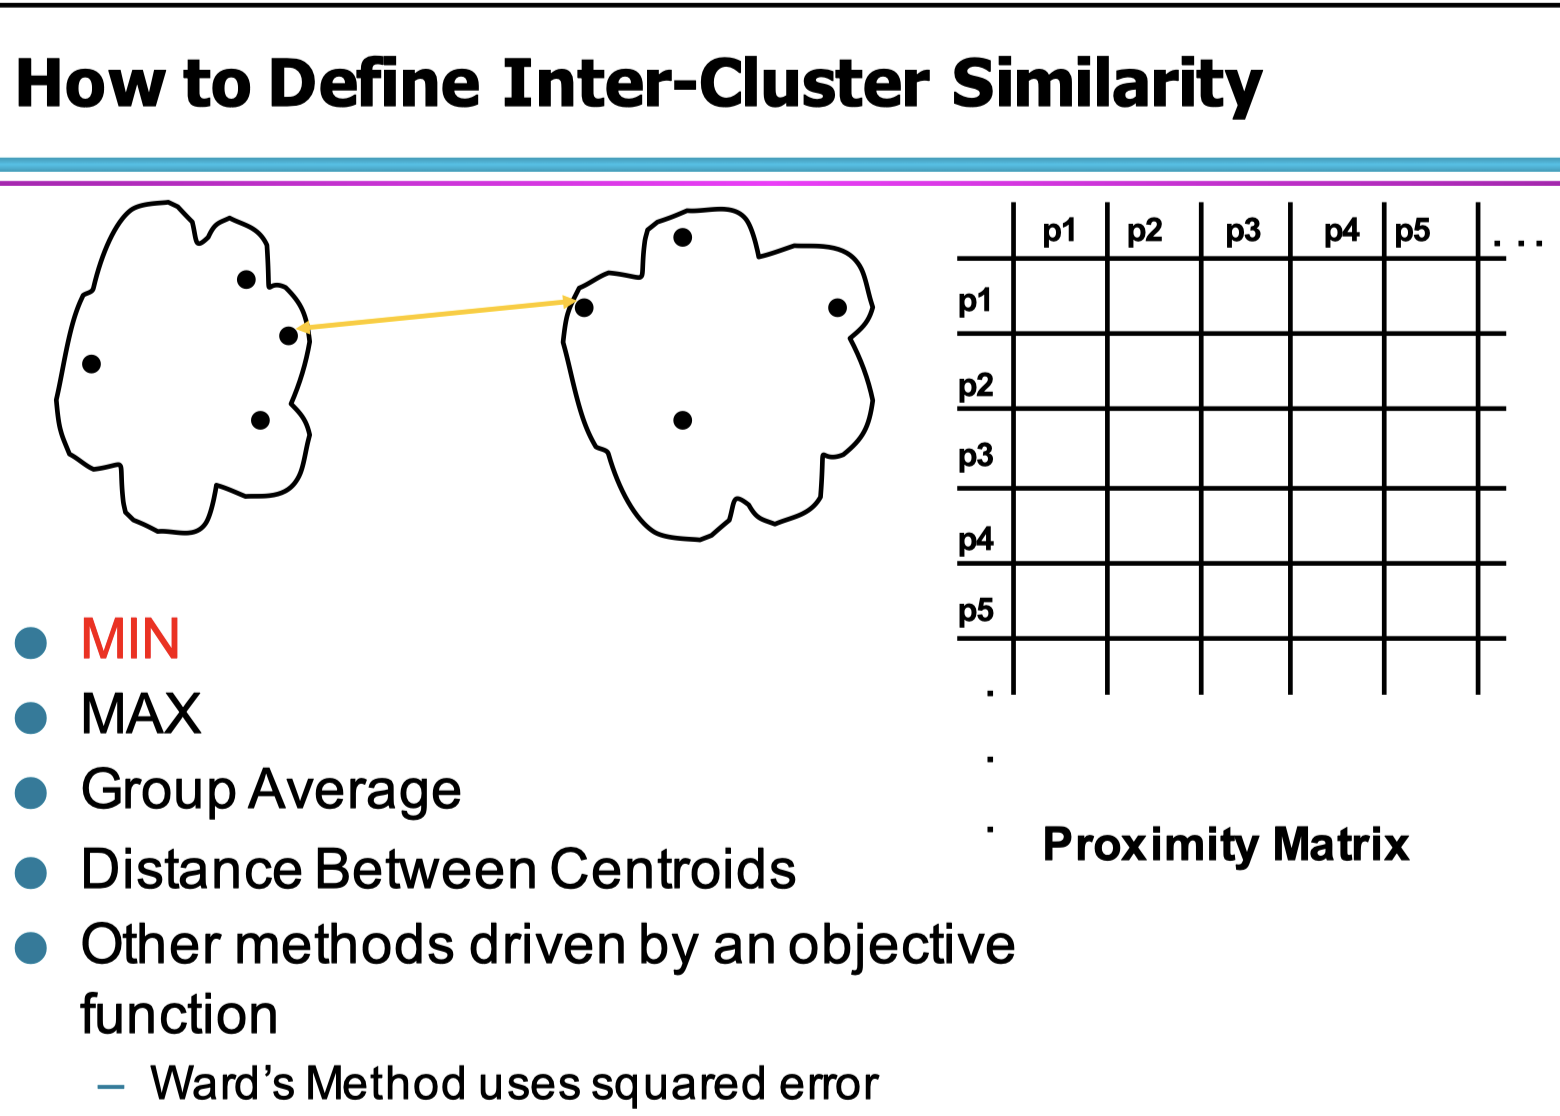 How to Define Inter-Cluster Similarity
p1 p2 p3 p4 p5 . . .
p1
p2
p3
p4
p5
.
.
.
Proximity Matrix
MIN
MAX
Group Average
Distance Between Centroids
Other methods driven by an objective
function
– Ward’s Method uses squared error